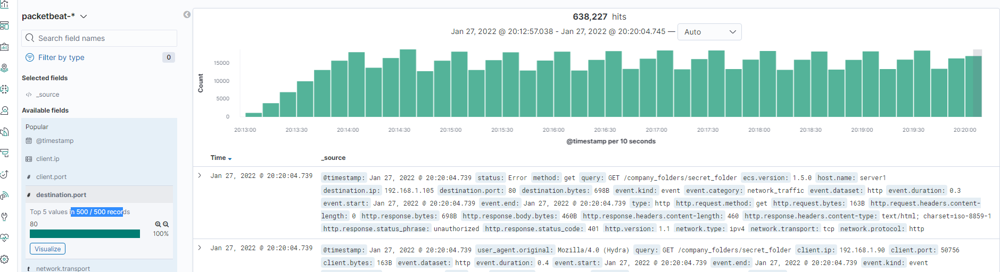 packetbeat-*
Search field names
Filter by type 0
Selected fields
</> _source
Available fields
Popular
@timestamp
client.ip
# client.port
# destination.port
Top 5 values in 500 / 500 records
80
100%
Visualize
t network.transport
638,227 hits
Jan 27, 2022 @ 20:12:57.038 - Jan 27, 2022 @ 20:20:04.745 — Auto
Count
15000
10000
5000
0
20:13:00 20:13:30 20:14:00 20:14:30 20:15:00 20:15:30 20:16:00 20:16:30 20:17:00 20:17:30 20:18:00 20:18:30 20:19:00 20:19:30 20:20:00
@timestamp per 10 seconds
Time _source
Jan 27, 2022 @ 20:20:04.739 @timestamp: Jan 27, 2022 @ 20:20:04.739 status: Error method: get query: GET /company_folders/secret_folder ecs.version: 1.5.0 host.name: server1
destination.ip: 192.168.1.105 destination.port: 80 destination.bytes: 698B event.kind: event event.category: network_traffic event.dataset: http event.duration: 0.3
event.start: Jan 27, 2022 @ 20:20:04.739 event.end: Jan 27, 2022 @ 20:20:04.739 type: http http.request.method: get http.request.bytes: 163B http.request.headers.content-
length: 0 http.response.bytes: 698B http.response.body.bytes: 460B http.response.headers.content-length: 460 http.response.headers.content-type: text/html; charset=iso-8859-1
http.response.status_phrase: unauthorized http.response.status_code: 401 http.version: 1.1 network.type: ipv4 network.transport: tcp network.protocol: http
Jan 27, 2022 @ 20:20:04.739 @timestamp: Jan 27, 2022 @ 20:20:04.739 user_agent.original: Mozilla/4.0 (Hydra) query: GET /company_folders/secret_folder client.ip: 192.168.1.90 client.port: 50756
client.bytes: 163B event.dataset: http event.duration: 0.4 event.start: Jan 27, 2022 @ 20:20:04.739 event.end: Jan 27, 2022 @ 20:20:04.739 event.kind: event